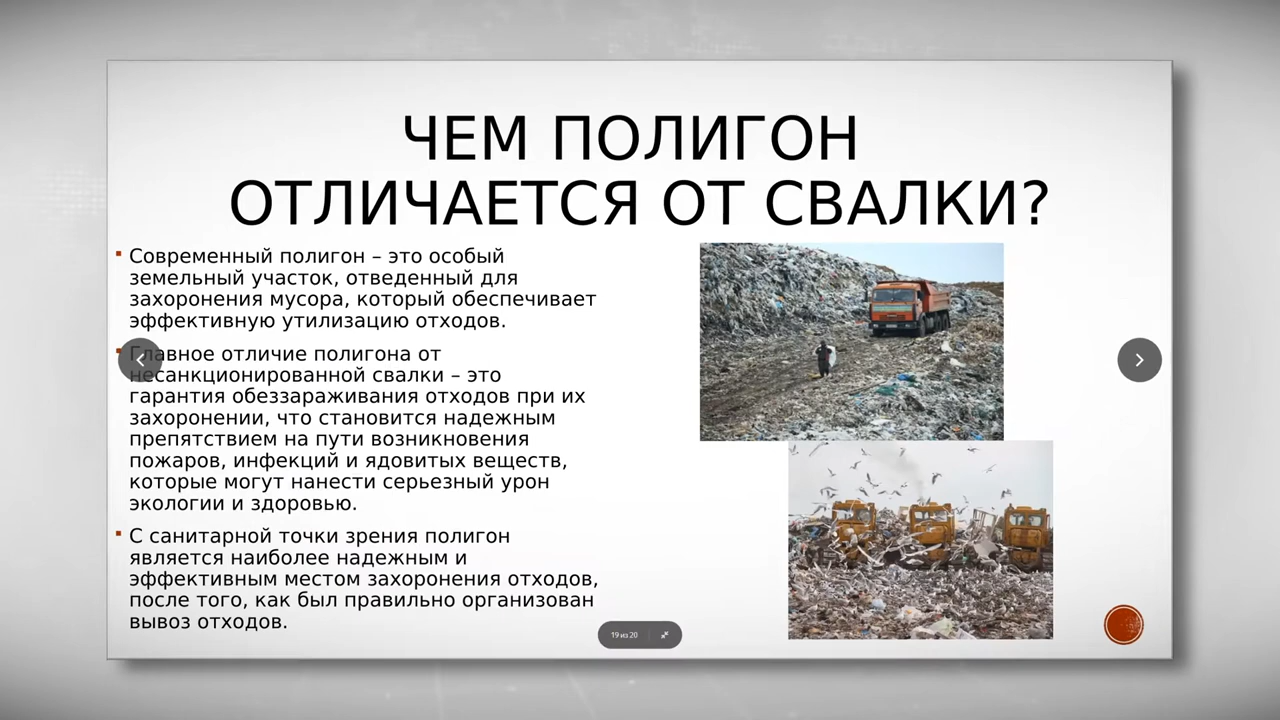 ЧЕМ ПОЛИГОН
ОТЛИЧАЕТСЯ ОТ СВАЛКИ?
Современный полигон – это особый
земельный участок, отведенный для
захоронения мусора, который обеспечивает
эффективную утилизацию отходов.
Главное отличие полигона от
несанкционированной свалки – это
гарантия обеззараживания отходов при их
захоронении, что становится надежным
препятствием на пути возникновения
пожаров, инфекций и ядовитых веществ,
которые могут нанести серьезный урон
экологии и здоровью.
С санитарной точки зрения полигон
является наиболее надежным и
эффективным местом захоронения отходов,
после того, как был правильно организован
вывоз отходов.
19 из 20